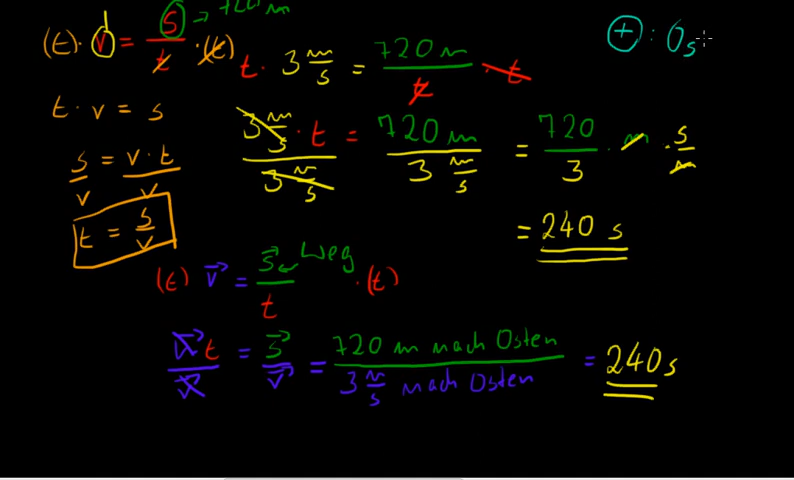 → 720 m
(t) · v = s/t · (t)
t · 3 m/s = 720 m / t · t
⊕ : Os
t · v = s
3 m/s · t / 3 m/s = 720 m / 3 m/s = 720/3 · m · s/m
s/v = v · t / v
= 240 s
t = s/v
(t) v⃗ = s⃗/t · (t)
Weg
v⃗ t / v⃗ = s⃗/v⃗ = 720 m nach Osten / 3 m/s nach Osten = 240 s